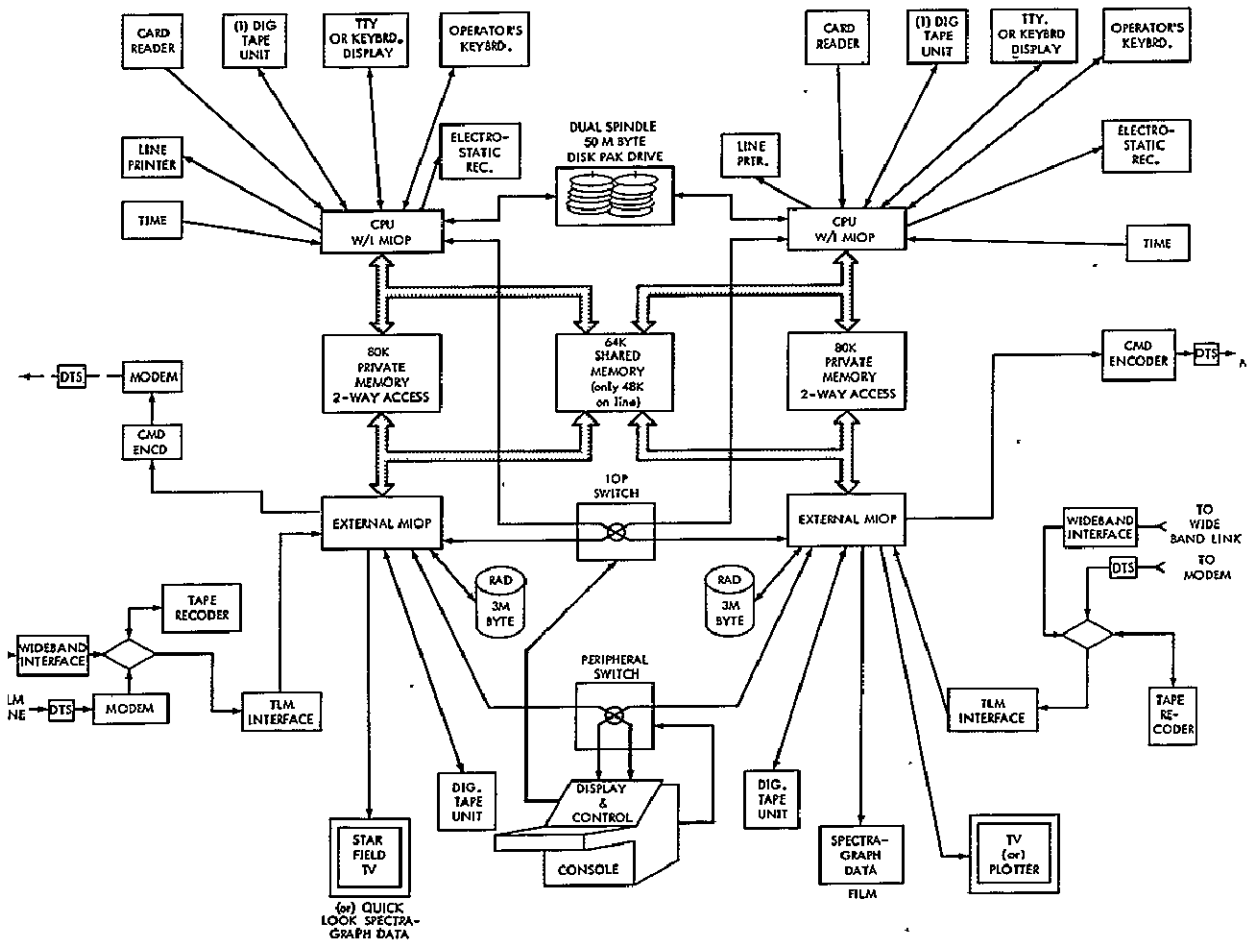 CARD
READER
(1) DIG
TAPE
UNIT
TTY
OR KEYBRD.
DISPLAY
OPERATOR'S
KEYBRD.
CARD
READER
(1) DIG
TAPE
UNIT
TTY.
OR KEYBRD
DISPLAY
OPERATOR'S
KEYBRD.
LINE
PRINTER
ELECTRO-
STATIC
REC.
DUAL SPINDLE
50 M BYTE
DISK PAK DRIVE
LINE
PRTR.
ELECTRO-
STATIC
REC.
TIME
CPU
W/I MIOP
CPU
W/I MIOP
TIME
80K
PRIVATE
MEMORY
2-WAY ACCESS
64K
SHARED
MEMORY
(only 48K
on line)
80K
PRIVATE
MEMORY
2-WAY ACCESS
CMD
ENCODER
DTS
DTS
MODEM
CMD
ENCD
IOP
SWITCH
EXTERNAL MIOP
EXTERNAL MIOP
WIDEBAND
INTERFACE
TO
WIDE
BAND LINK
DTS
TO
MODEM
RAD
3M
BYTE
RAD
3M
BYTE
TAPE
RECODER
WIDEBAND
INTERFACE
LM
NE
DTS
MODEM
TLM
INTERFACE
PERIPHERAL
SWITCH
TLM
INTERFACE
TAPE
RE-
CODER
DIG.
TAPE
UNIT
DISPLAY
&
CONTROL
CONSOLE
DIG.
TAPE
UNIT
STAR
FIELD
TV
(or) QUICK
LOOK SPECTRA-
GRAPH DATA
SPECTRA-
GRAPH
DATA
FILM
TV
(or)
PLOTTER